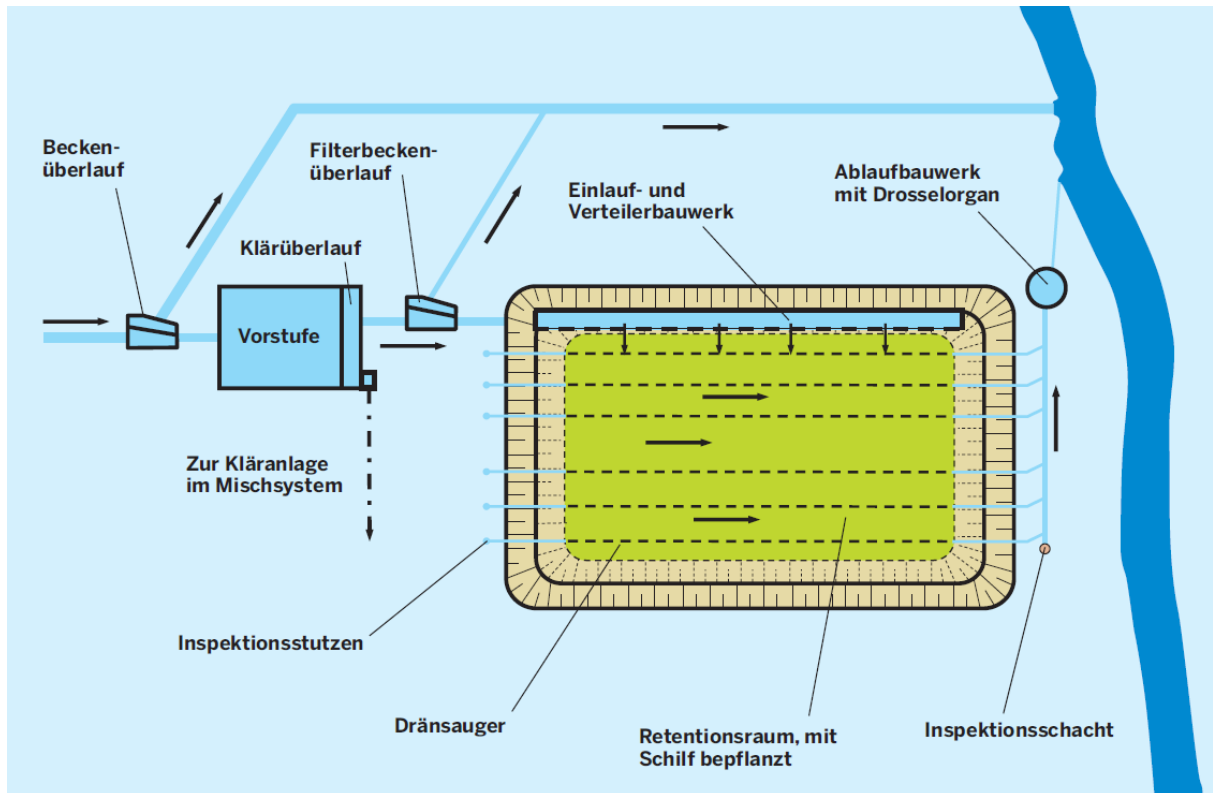 Becken-
überlauf
Filterbecken-
überlauf
Einlauf- und
Verteilerbauwerk
Ablaufbauwerk
mit Drosselorgan
Klärüberlauf
Vorstufe
Zur Kläranlage
im Mischsystem
Inspektionsstutzen
Dränsauger
Retentionsraum, mit
Schilf bepflanzt
Inspektionsschacht